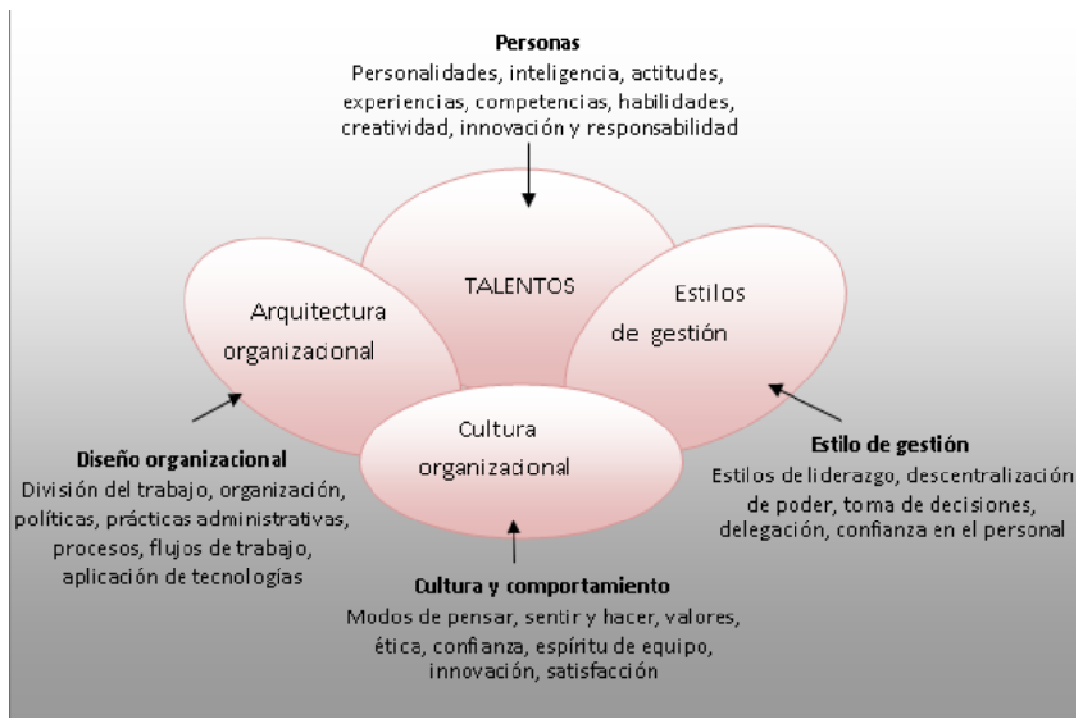 Personas
Personalidades, inteligencia, actitudes,
experiencias, competencias, habilidades,
creatividad, innovación y responsabilidad
TALENTOS
Arquitectura
organizacional
Estilos
de gestión
Cultura
organizacional
Diseño organizacional
División del trabajo, organización,
políticas, prácticas administrativas,
procesos, flujos de trabajo,
aplicación de tecnologías
Estilo de gestión
Estilos de liderazgo, descentralización
de poder, toma de decisiones,
delegación, confianza en el personal
Cultura y comportamiento
Modos de pensar, sentir y hacer, valores,
ética, confianza, espíritu de equipo,
innovación, satisfacción